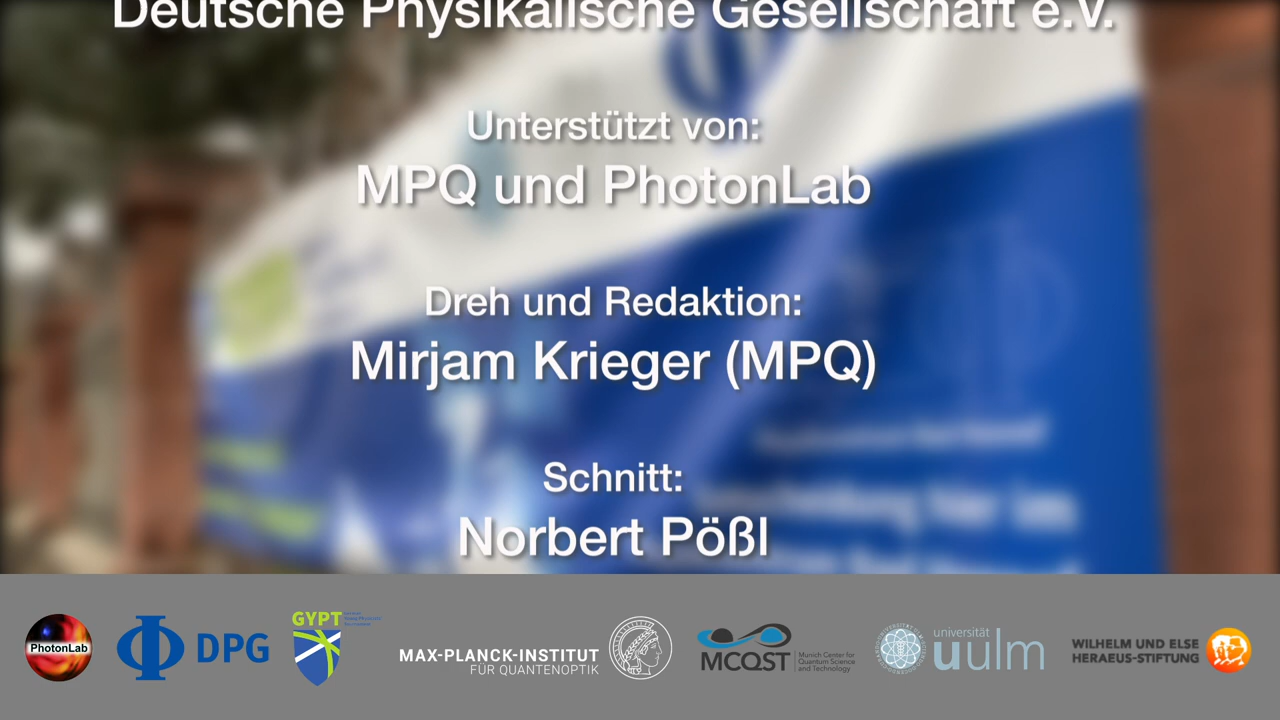 Deutsche Physikalische Gesellschaft e.V.
Unterstützt von:
MPQ und PhotonLab
Dreh und Redaktion:
Mirjam Krieger (MPQ)
Schnitt:
Norbert Pößl
PhotonLab
DPG
GYPT
MAX-PLANCK-INSTITUT
FÜR QUANTENOPTIK
MCQST
Munich Center for
Quantum Science
and Technology
universität
uulm
WILHELM UND ELSE
HERAEUS-STIFTUNG